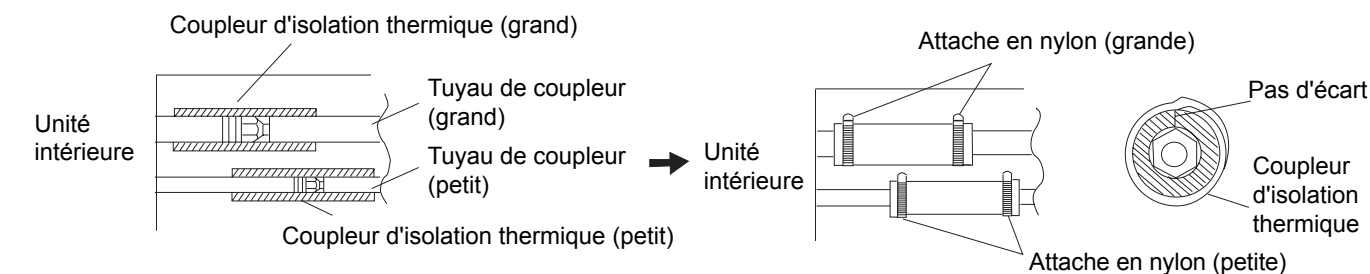 Coupleur d'isolation thermique (grand)
Unité
intérieure
Tuyau de coupleur
(grand)
Tuyau de coupleur
(petit)
Coupleur d'isolation thermique (petit)
Attache en nylon (grande)
Unité
intérieure
Pas d'écart
Coupleur
d'isolation
thermique
Attache en nylon (petite)